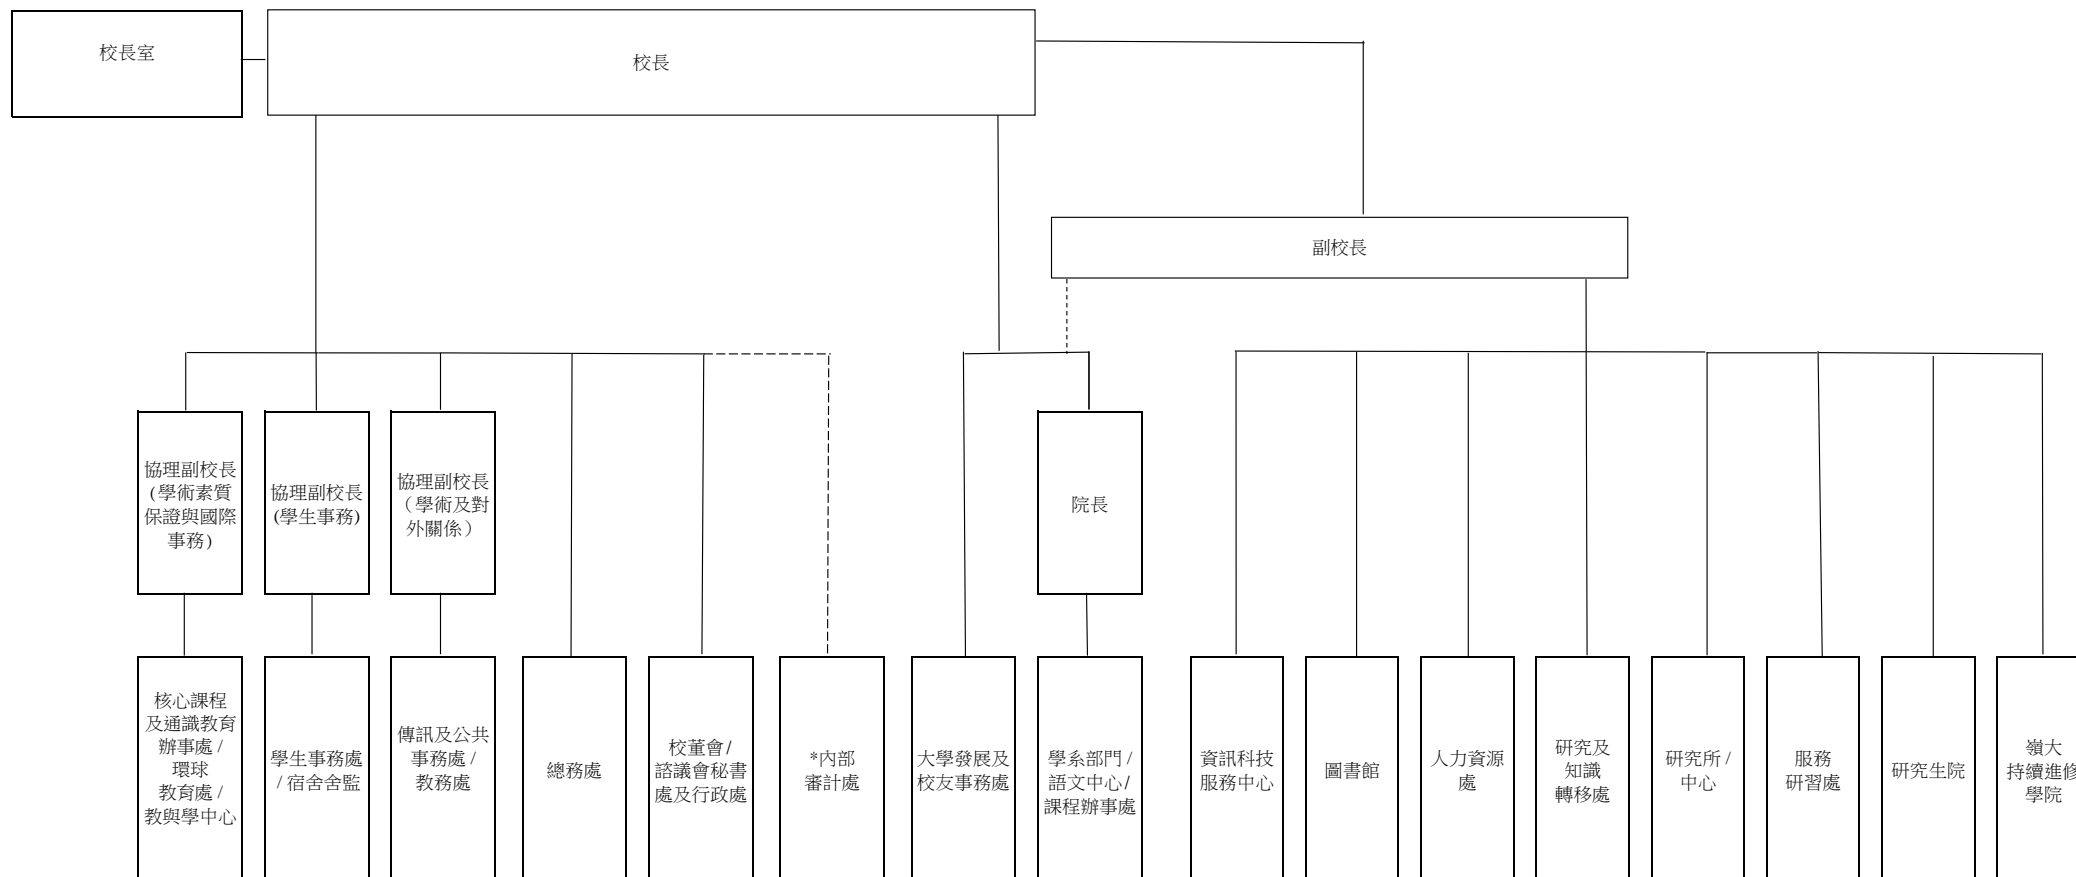 校長室
校長
副校長
協理副校長
(學術素質
保證與國際
事務)
協理副校長
(學生事務)
協理副校長
（學術及對
外關係）
院長
核心課程
及通識教育
辦事處 /
環球
教育處 /
教與學中心
學生事務處
/ 宿舍舍監
傳訊及公共
事務處 /
教務處
總務處
校董會/
諮議會秘書
處及行政處
*內部
審計處
大學發展及
校友事務處
學系部門 /
語文中心/
課程辦事處
資訊科技
服務中心
圖書館
人力資源
處
研究及
知識
轉移處
研究所 /
中心
服務
研習處
研究生院
嶺大
持續進修
學院